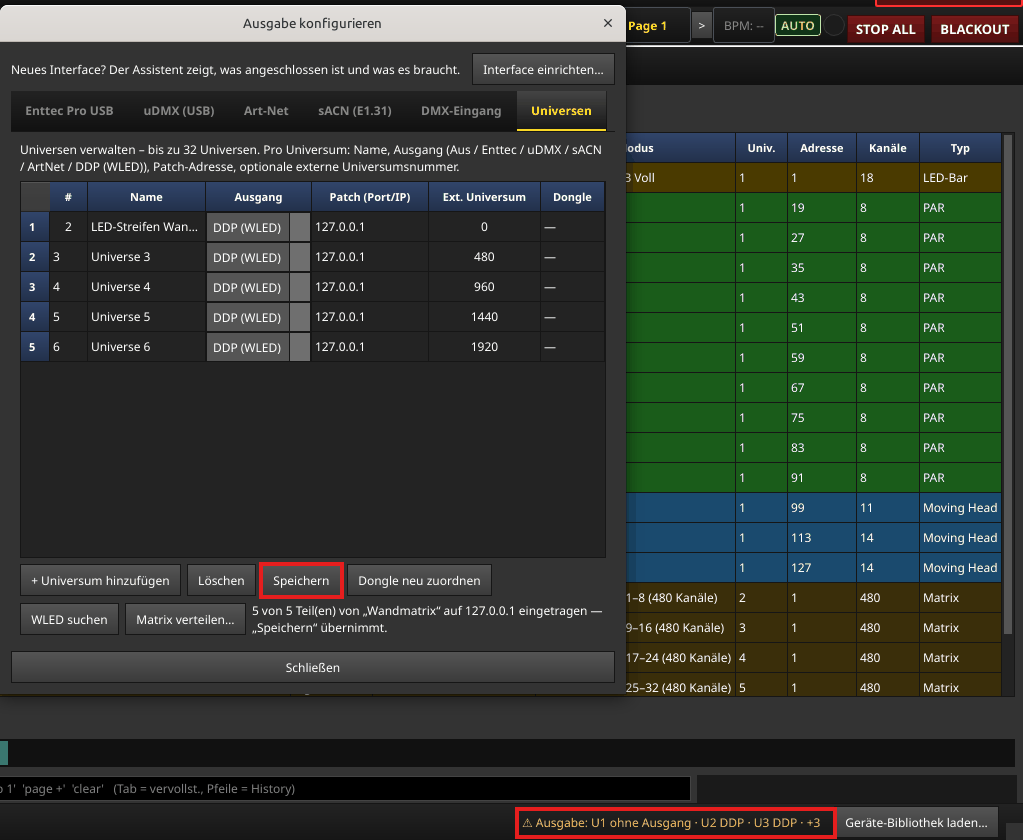 Ausgabe konfigurieren ×
Page 1 > BPM: -- AUTO STOP ALL BLACKOUT
Neues Interface? Der Assistent zeigt, was angeschlossen ist und was es braucht. Interface einrichten...
Enttec Pro USB uDMX (USB) Art-Net sACN (E1.31) DMX-Eingang Universen
Universen verwalten – bis zu 32 Universen. Pro Universum: Name, Ausgang (Aus / Enttec / uDMX / sACN
/ ArtNet / DDP (WLED)), Patch-Adresse, optionale externe Universumsnummer.
# Name Ausgang Patch (Port/IP) Ext. Universum Dongle
1 2 LED-Streifen Wan... DDP (WLED) 127.0.0.1 0 —
2 3 Universe 3 DDP (WLED) 127.0.0.1 480 —
3 4 Universe 4 DDP (WLED) 127.0.0.1 960 —
4 5 Universe 5 DDP (WLED) 127.0.0.1 1440 —
5 6 Universe 6 DDP (WLED) 127.0.0.1 1920 —
+ Universum hinzufügen Löschen Speichern Dongle neu zuordnen
WLED suchen Matrix verteilen... 5 von 5 Teil(en) von „Wandmatrix“ auf 127.0.0.1 eingetragen —
„Speichern“ übernimmt.
Schließen
odus Univ. Adresse Kanäle Typ
3 Voll 1 1 18 LED-Bar
1 19 8 PAR
1 27 8 PAR
1 35 8 PAR
1 43 8 PAR
1 51 8 PAR
1 59 8 PAR
1 67 8 PAR
1 75 8 PAR
1 83 8 PAR
1 91 8 PAR
1 99 11 Moving Head
1 113 14 Moving Head
1 127 14 Moving Head
1–8 (480 Kanäle) 2 1 480 Matrix
9–16 (480 Kanäle) 3 1 480 Matrix
17–24 (480 Kanäle) 4 1 480 Matrix
25–32 (480 Kanäle) 5 1 480 Matrix
1' 'page +' 'clear' (Tab = vervollst., Pfeile = History)
⚠ Ausgabe: U1 ohne Ausgang · U2 DDP · U3 DDP · +3 Geräte-Bibliothek laden...